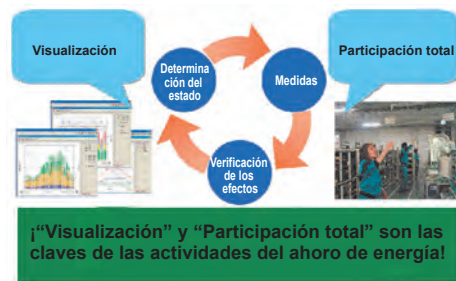 Visualización
Participación total
Determina
ción del
estado
Medidas
Verificación
de los
efectos
¡“Visualización” y “Participación total” son las
claves de las actividades del ahoro de energía!